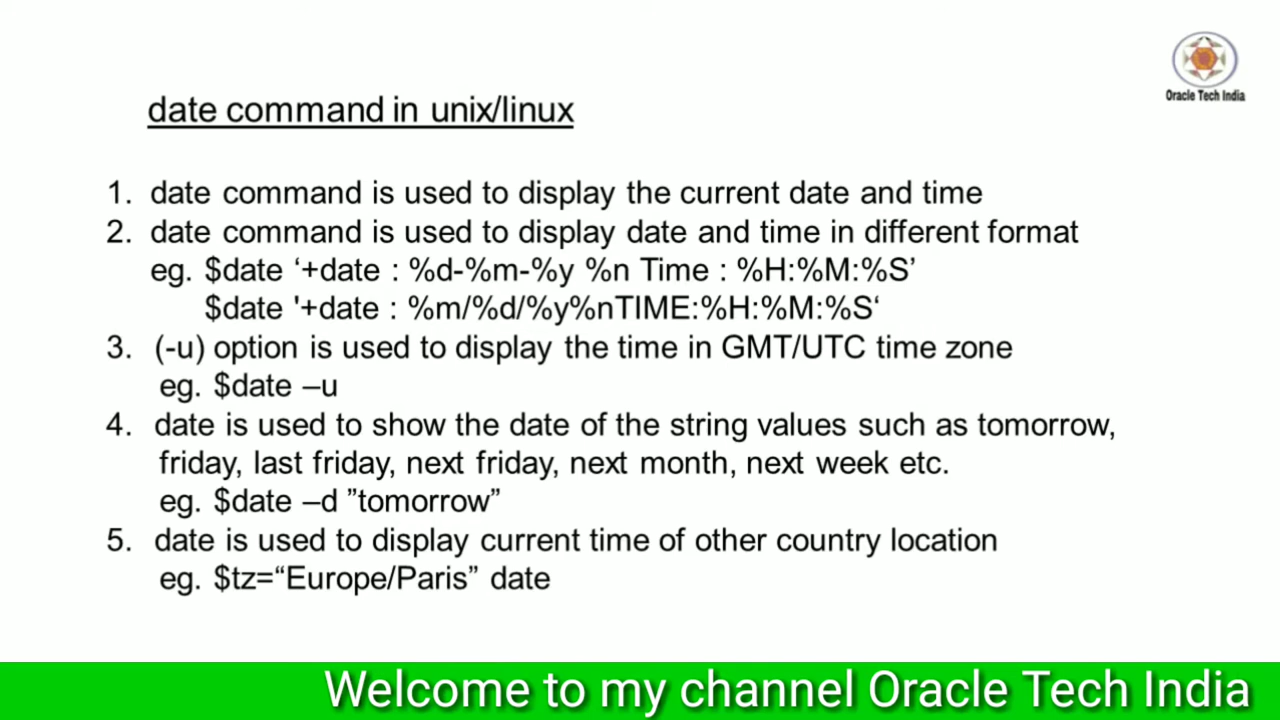 Oracle Tech India
date command in unix/linux
1. date command is used to display the current date and time
2. date command is used to display date and time in different format
eg. $date ‘+date : %d-%m-%y %n Time : %H:%M:%S’
$date '+date : %m/%d/%y%nTIME:%H:%M:%S‘
3. (-u) option is used to display the time in GMT/UTC time zone
eg. $date –u
4. date is used to show the date of the string values such as tomorrow,
friday, last friday, next friday, next month, next week etc.
eg. $date –d ”tomorrow”
5. date is used to display current time of other country location
eg. $tz=“Europe/Paris” date
Welcome to my channel Oracle Tech India